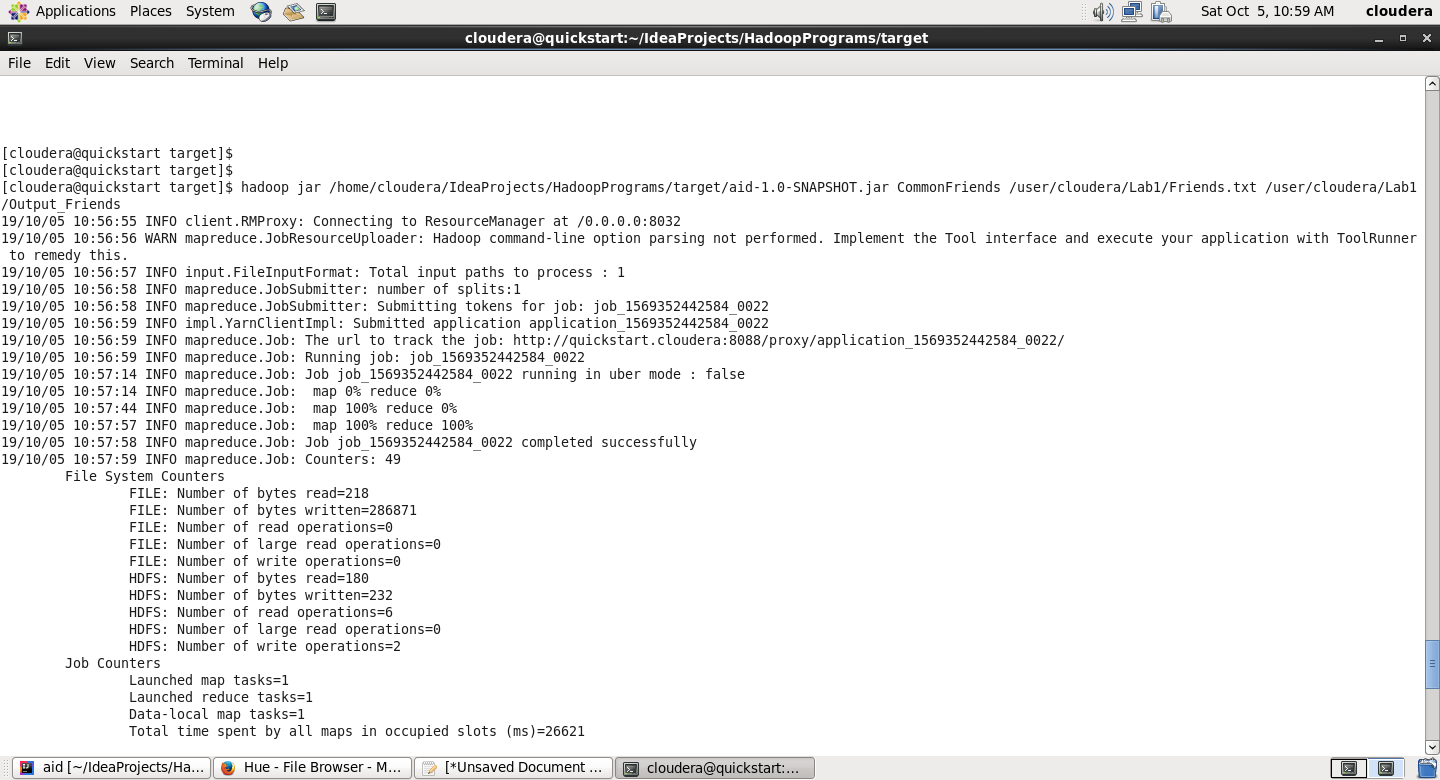 Applications Places System Sat Oct 5, 10:59 AM cloudera
cloudera@quickstart:~/IdeaProjects/HadoopPrograms/target
File Edit View Search Terminal Help
[cloudera@quickstart target]$
[cloudera@quickstart target]$
[cloudera@quickstart target]$ hadoop jar /home/cloudera/IdeaProjects/HadoopPrograms/target/aid-1.0-SNAPSHOT.jar CommonFriends /user/cloudera/Lab1/Friends.txt /user/cloudera/Lab1
/Output_Friends
19/10/05 10:56:55 INFO client.RMProxy: Connecting to ResourceManager at /0.0.0.0:8032
19/10/05 10:56:56 WARN mapreduce.JobResourceUploader: Hadoop command-line option parsing not performed. Implement the Tool interface and execute your application with ToolRunner
 to remedy this.
19/10/05 10:56:57 INFO input.FileInputFormat: Total input paths to process : 1
19/10/05 10:56:58 INFO mapreduce.JobSubmitter: number of splits:1
19/10/05 10:56:58 INFO mapreduce.JobSubmitter: Submitting tokens for job: job_1569352442584_0022
19/10/05 10:56:59 INFO impl.YarnClientImpl: Submitted application application_1569352442584_0022
19/10/05 10:56:59 INFO mapreduce.Job: The url to track the job: http://quickstart.cloudera:8088/proxy/application_1569352442584_0022/
19/10/05 10:56:59 INFO mapreduce.Job: Running job: job_1569352442584_0022
19/10/05 10:57:14 INFO mapreduce.Job: Job job_1569352442584_0022 running in uber mode : false
19/10/05 10:57:14 INFO mapreduce.Job:  map 0% reduce 0%
19/10/05 10:57:44 INFO mapreduce.Job:  map 100% reduce 0%
19/10/05 10:57:57 INFO mapreduce.Job:  map 100% reduce 100%
19/10/05 10:57:58 INFO mapreduce.Job: Job job_1569352442584_0022 completed successfully
19/10/05 10:57:59 INFO mapreduce.Job: Counters: 49
File System Counters
FILE: Number of bytes read=218
FILE: Number of bytes written=286871
FILE: Number of read operations=0
FILE: Number of large read operations=0
FILE: Number of write operations=0
HDFS: Number of bytes read=180
HDFS: Number of bytes written=232
HDFS: Number of read operations=6
HDFS: Number of large read operations=0
HDFS: Number of write operations=2
Job Counters
Launched map tasks=1
Launched reduce tasks=1
Data-local map tasks=1
Total time spent by all maps in occupied slots (ms)=26621
aid [~/IdeaProjects/Ha... Hue - File Browser - M... [*Unsaved Document ... cloudera@quickstart:...